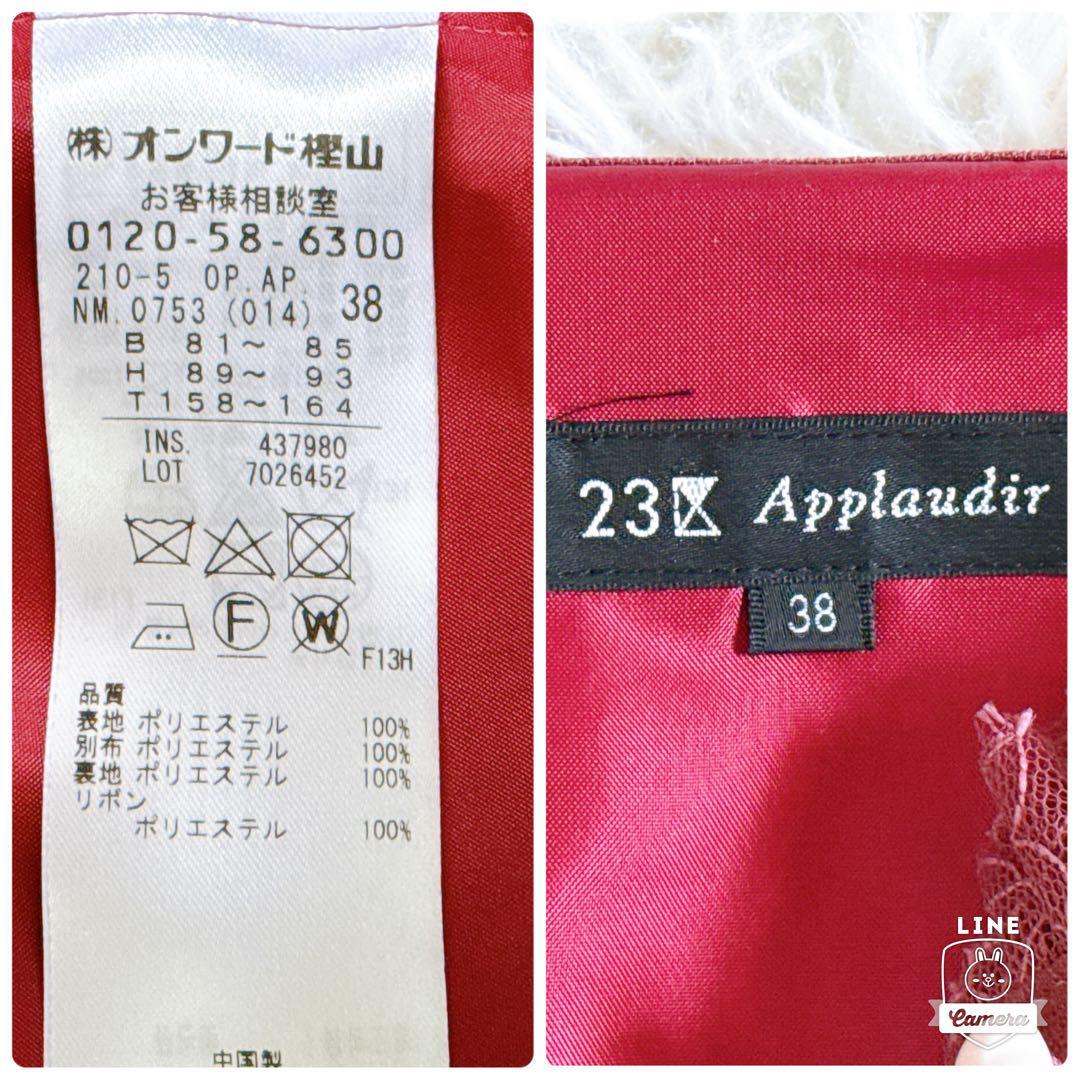 ㈱オンワード樫山
お客様相談室
0120-58-6300
210-5 OP.AP.
NM.0753 (014) 38
B 81〜 85
H 89〜 93
T158〜164
INS. 437980
LOT 7026452
F
W
F13H
品質
表地 ポリエステル 100%
別布 ポリエステル 100%
裏地 ポリエステル 100%
リボン
ポリエステル 100%
中国製
23区 Applaudir
38
LINE
Camera